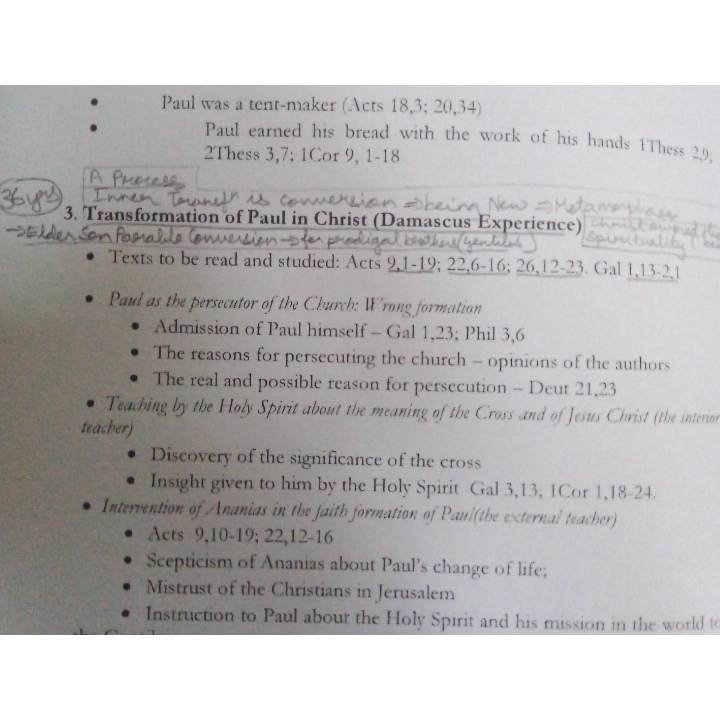 • Paul was a tent-maker (Acts 18,3; 20,34)
• Paul earned his bread with the work of his hands 1Thess 2,9;
2Thess 3,7; 1Cor 9, 1-18
A Process
36 yrs
Inner is conversion ⇒ being New ⇒ Metamorphasis
3. Transformation of Paul in Christ (Damascus Experience)
→ Elder Son Parable Conversion → for prodigal brothers (gentiles) spirituality
• Texts to be read and studied: Acts 9,1-19; 22,6-16; 26,12-23. Gal 1,13-2,1
• Paul as the persecutor of the Church: Wrong formation
• Admission of Paul himself – Gal 1,23; Phil 3,6
• The reasons for persecuting the church – opinions of the authors
• The real and possible reason for persecution – Deut 21,23
• Teaching by the Holy Spirit about the meaning of the Cross and of Jesus Christ (the interior
teacher)
• Discovery of the significance of the cross
• Insight given to him by the Holy Spirit Gal 3,13; 1Cor 1,18-24.
• Intervention of Ananias in the faith formation of Paul(the external teacher)
• Acts 9,10-19; 22,12-16
• Scepticism of Ananias about Paul's change of life;
• Mistrust of the Christians in Jerusalem
• Instruction to Paul about the Holy Spirit and his mission in the world to